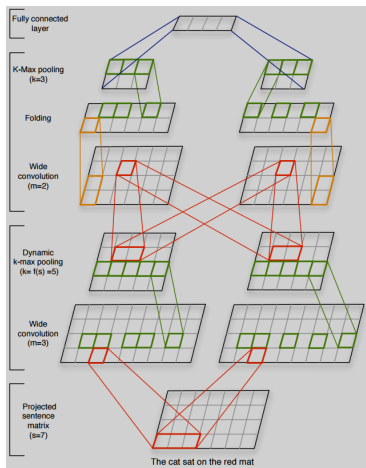 Fully connected
layer
K-Max pooling
(k=3)
Folding
Wide
convolution
(m=2)
Dynamic
k-max pooling
(k= f(s) =5)
Wide
convolution
(m=3)
Projected
sentence
matrix
(s=7)
The cat sat on the red mat